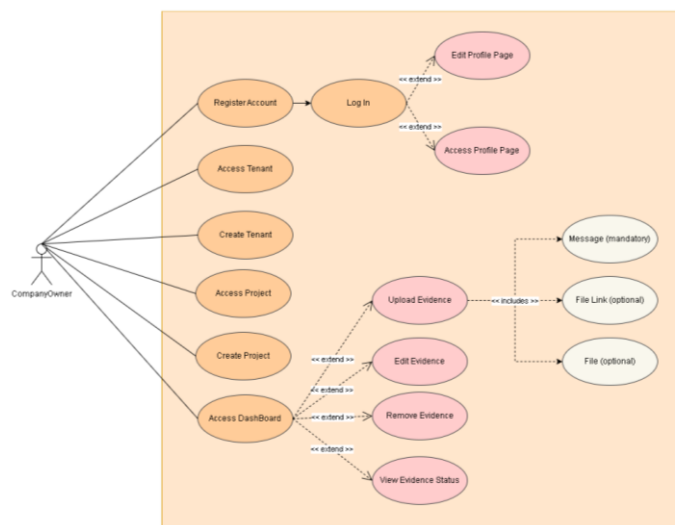 Edit Profile Page
<< extend >>
Register Account
Log In
<< extend >>
Access Profile Page
Access Tenant
Create Tenant
Message (mandatory)
CompanyOwner
Access Project
Upload Evidence
<< includes >>
File Link (optional)
Create Project
<< extend >>
Edit Evidence
File (optional)
<< extend >>
Access DashBoard
<< extend >>
Remove Evidence
<< extend >>
View Evidence Status